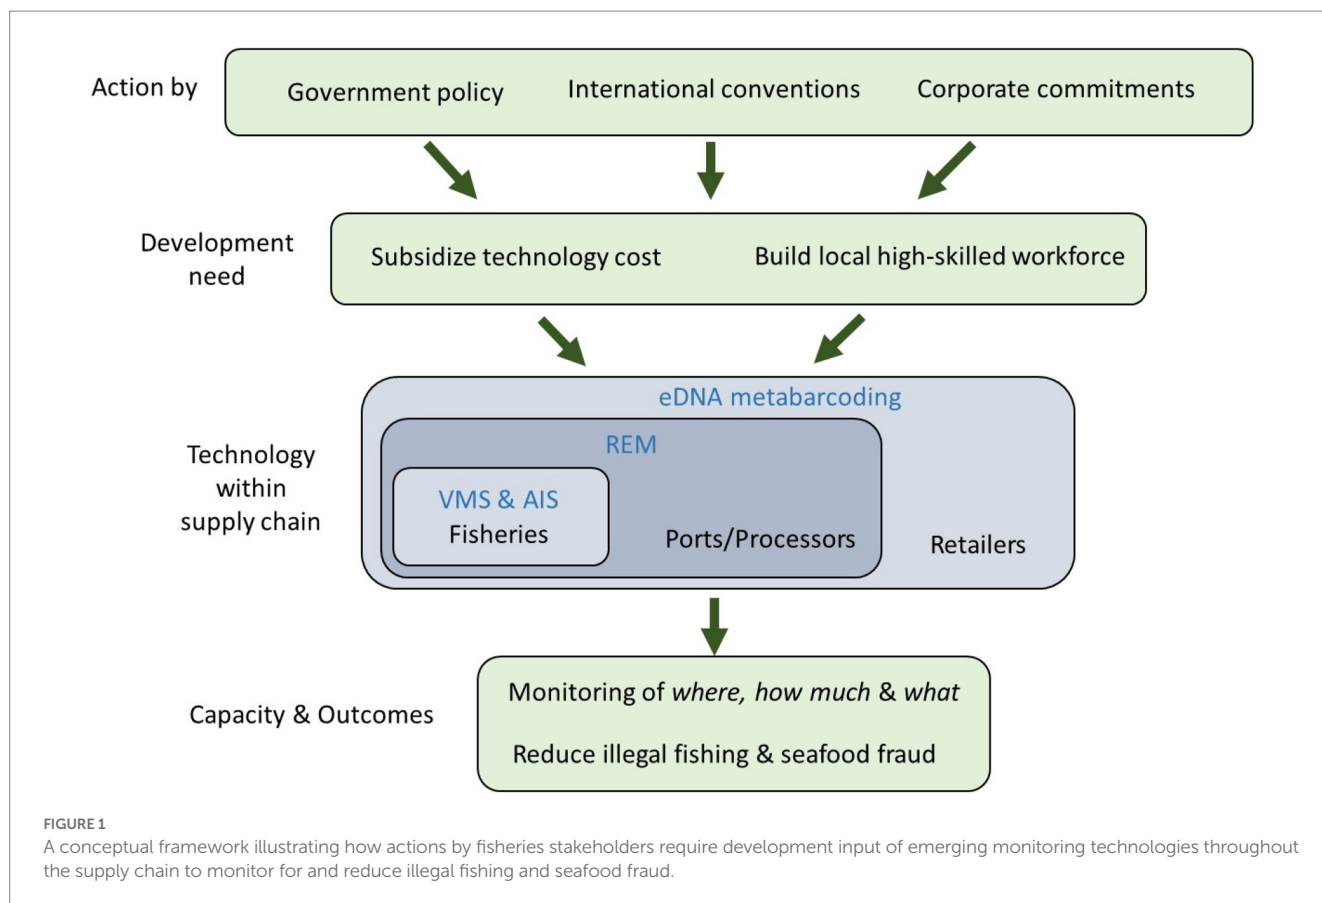 Action by
Government policy
International conventions
Corporate commitments
Development
need
Subsidize technology cost
Build local high-skilled workforce
Technology
within
supply chain
eDNA metabarcoding
REM
VMS & AIS
Fisheries
Ports/Processors
Retailers
Capacity & Outcomes
Monitoring of where, how much & what
Reduce illegal fishing & seafood fraud
FIGURE 1
A conceptual framework illustrating how actions by fisheries stakeholders require development input of emerging monitoring technologies throughout
the supply chain to monitor for and reduce illegal fishing and seafood fraud.